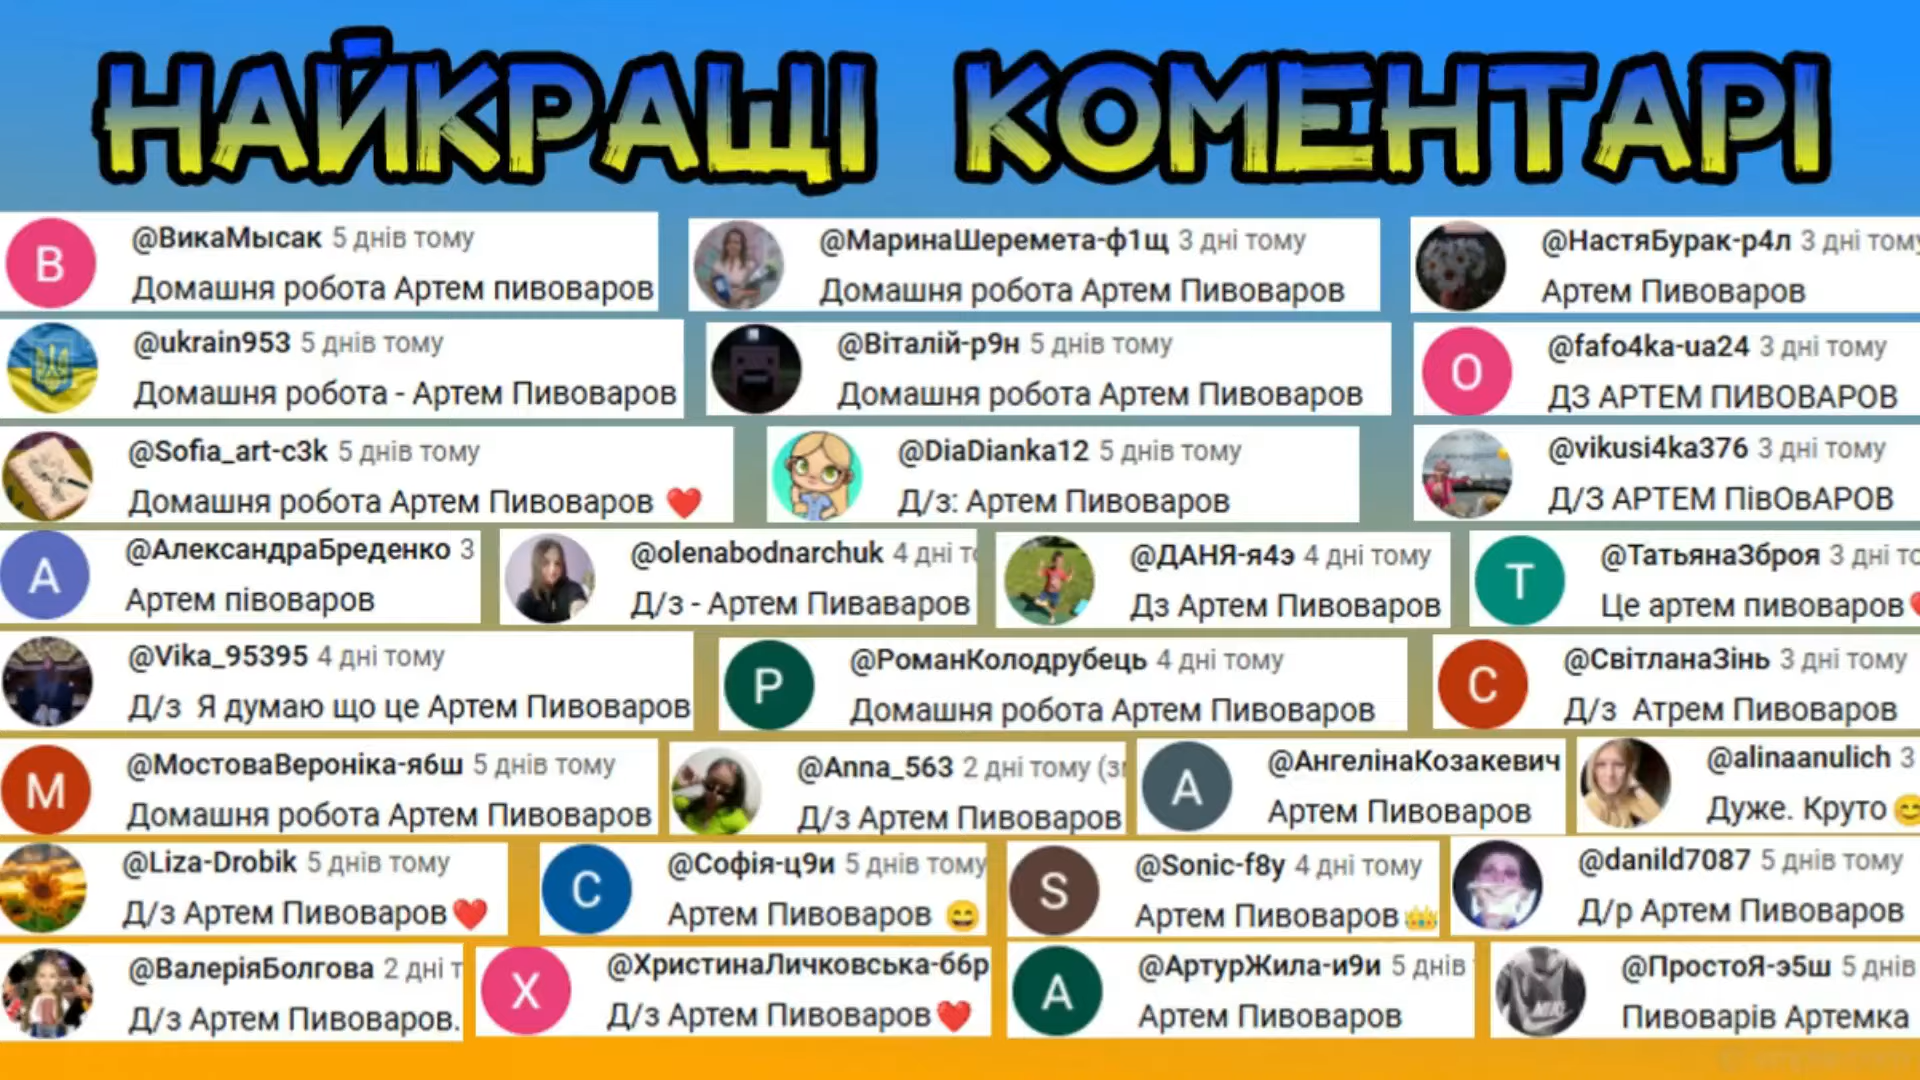 НАЙКРАЩІ КОМЕНТАРІ
@ВикаМысак 5 днів тому
Домашня робота Артем пивоваров
@МаринаШеремета-ф1щ 3 дні тому
Домашня робота Артем Пивоваров
@НастяБурак-р4л 3 дні тому
Артем Пивоваров
@ukrain953 5 днів тому
Домашня робота - Артем Пивоваров
@Віталій-р9н 5 днів тому
Домашня робота Артем Пивоваров
@fafo4ka-ua24 3 дні тому
ДЗ АРТЕМ ПИВОВАРОВ
@Sofia_art-c3k 5 днів тому
Домашня робота Артем Пивоваров ❤️
@DiaDianka12 5 днів тому
Д/з: Артем Пивоваров
@vikusi4ka376 3 дні тому
Д/З АРТЕМ ПівОвАРОВ
@АлександраБреденко 3
Артем півоваров
@olenabodnarchuk 4 дні т
Д/з - Артем Пиваваров
@ДАНЯ-я4э 4 дні тому
Дз Артем Пивоваров
@ТатьянаЗброя 3 дні то
Це артем пивоваров❤️
@Vika_95395 4 дні тому
Д/з Я думаю що це Артем Пивоваров
@РоманКолодрубець 4 дні тому
Домашня робота Артем Пивоваров
@СвітланаЗінь 3 дні тому
Д/з Атрем Пивоваров
@МостоваВероніка-я6ш 5 днів тому
Домашня робота Артем Пивоваров
@Anna_563 2 дні тому (з
Д/з Артем Пивоваров
@АнгелінаКозакевич
Артем Пивоваров
@alinaanulich 3
Дуже. Круто 😊
@Liza-Drobik 5 днів тому
Д/з Артем Пивоваров❤️
@Софія-ц9и 5 днів тому
Артем Пивоваров 😄
@Sonic-f8y 4 дні тому
Артем Пивоваров👑
@danild7087 5 днів тому
Д/р Артем Пивоваров
@ВалеріяБолгова 2 дні т
Д/з Артем Пивоваров.
@ХристинаЛичковська-б6р
Д/з Артем Пивоваров❤️
@АртурЖила-и9и 5 днів
Артем Пивоваров
@ПростоЯ-э5ш 5 днів
Пивоварів Артемка